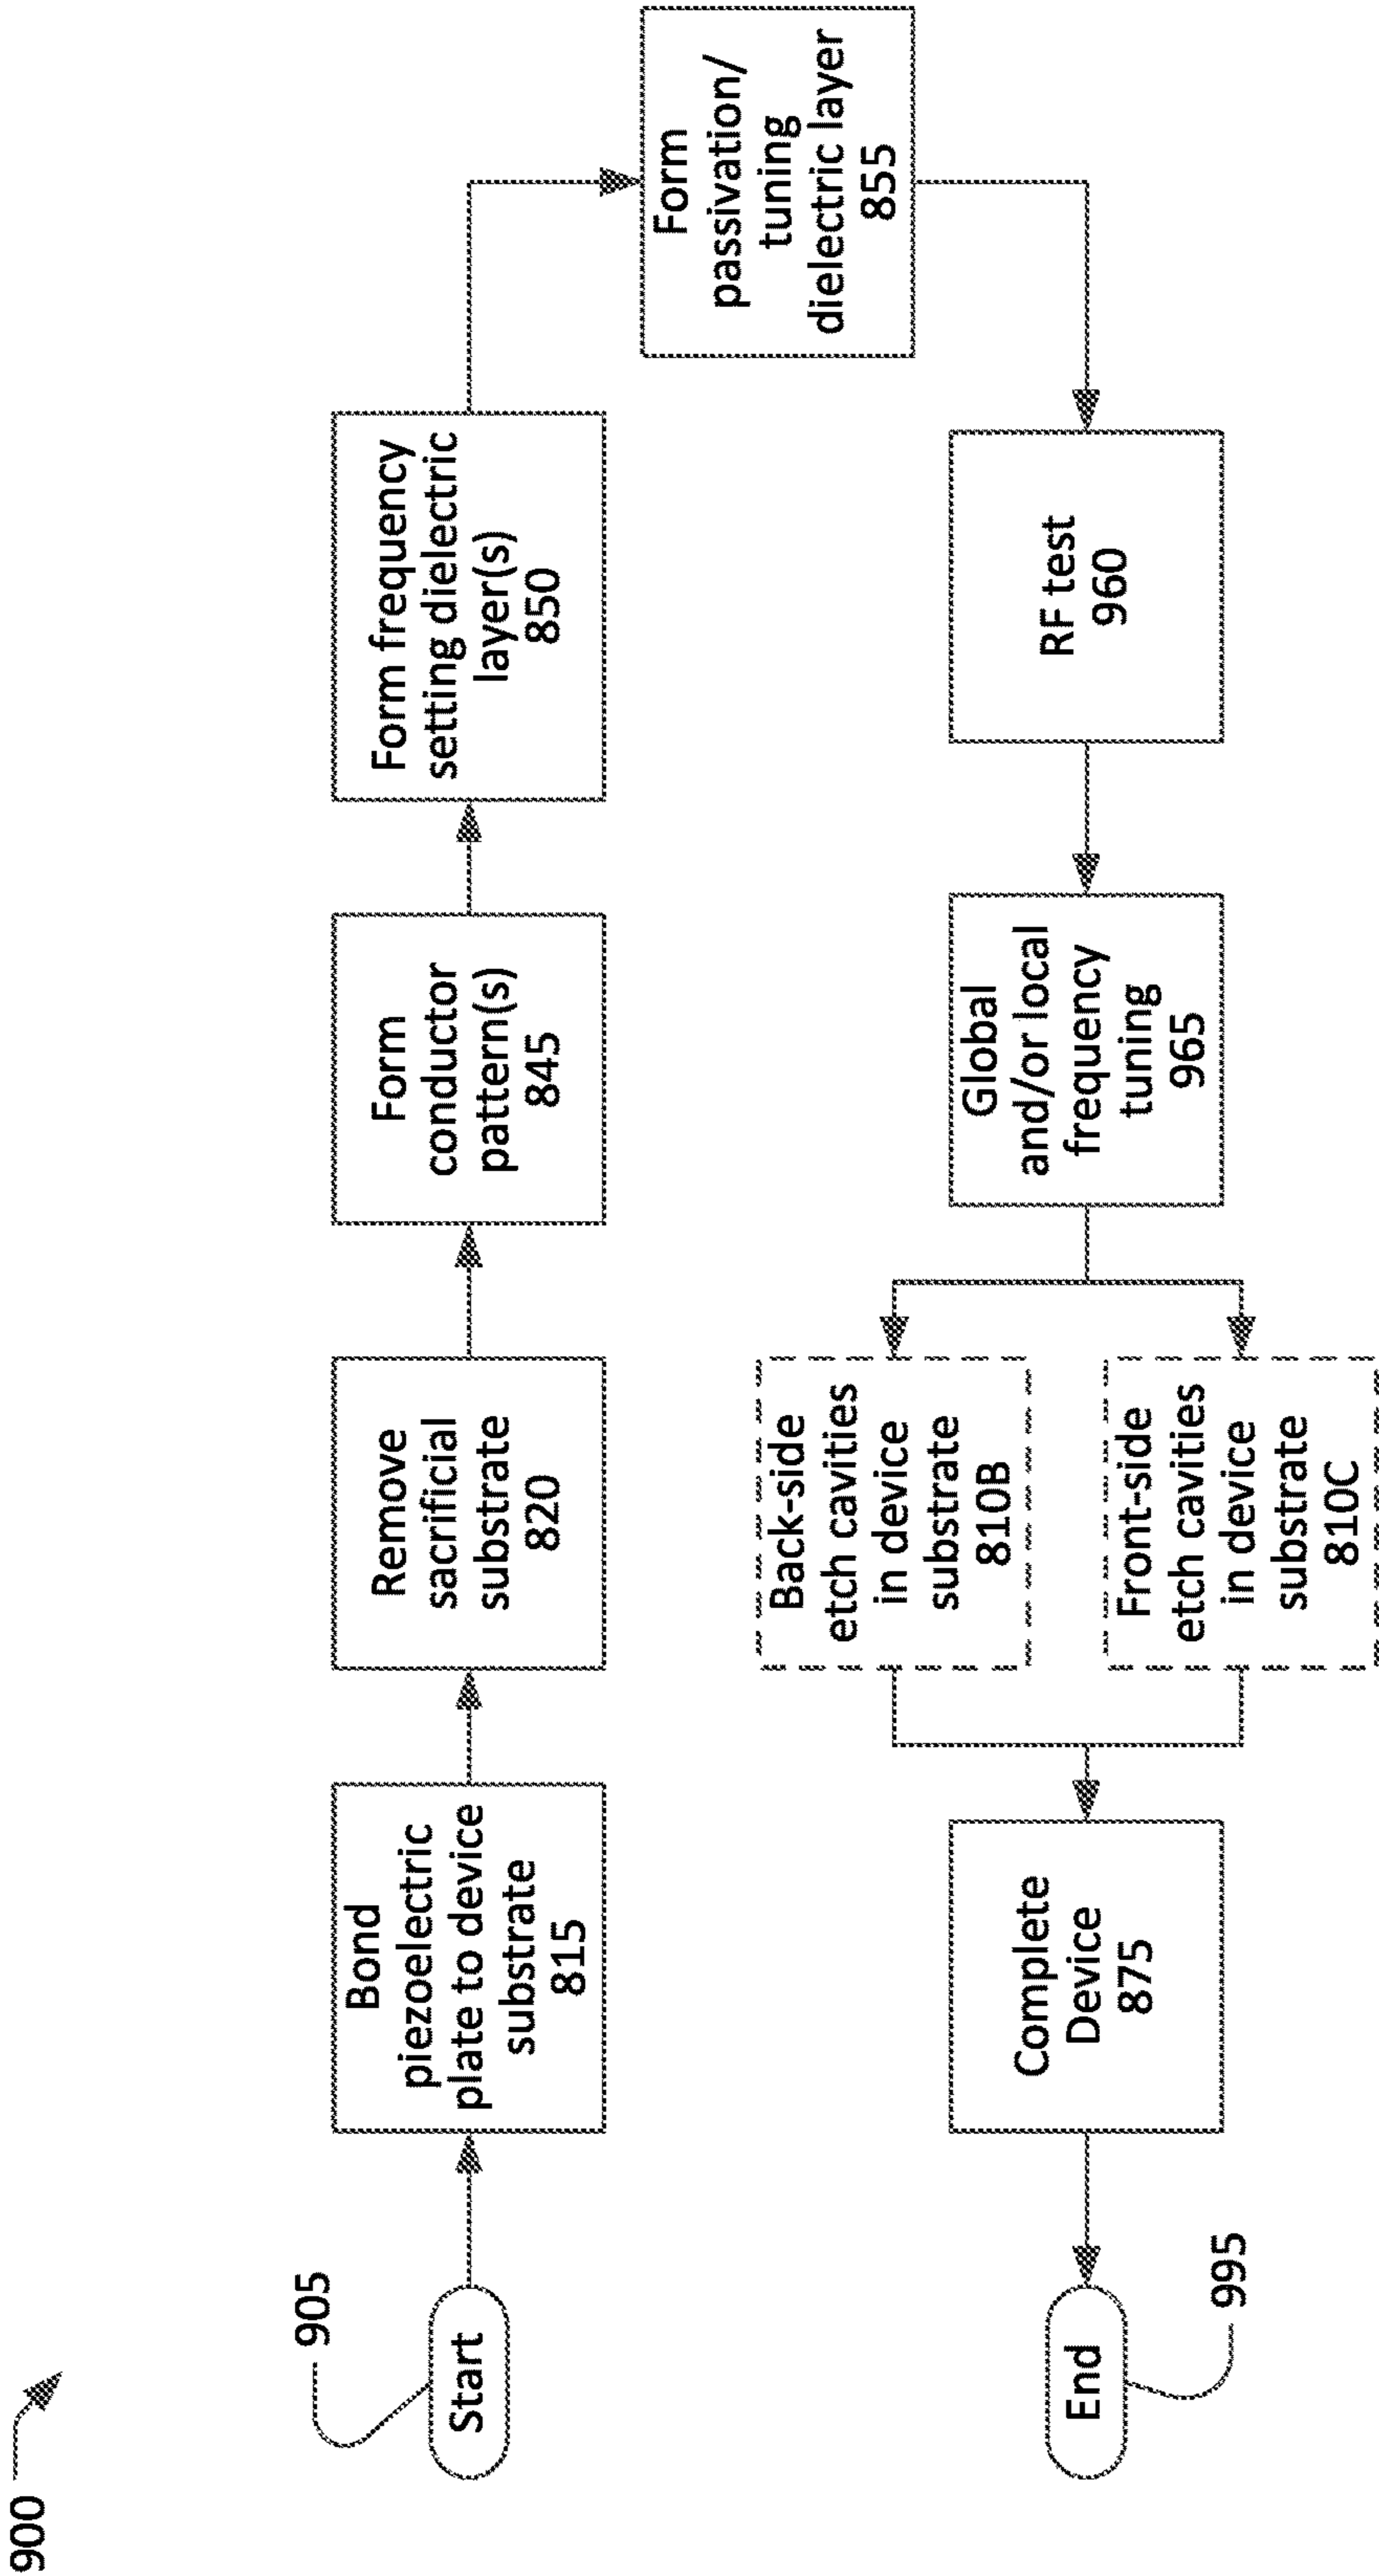 900
905
Start
Bond
piezoelectric
plate to device
substrate
815
Remove
sacrificial
substrate
820
Form
conductor
pattern(s)
845
Form frequency
setting dielectric
layer(s)
850
Form
passivation/
tuning
dielectric layer
855
RF test
960
Global
and/or local
frequency
tuning
965
Back-side
etch cavities
in device
substrate
810B
Front-side
etch cavities
in device
substrate
810C
Complete
Device
875
End
995